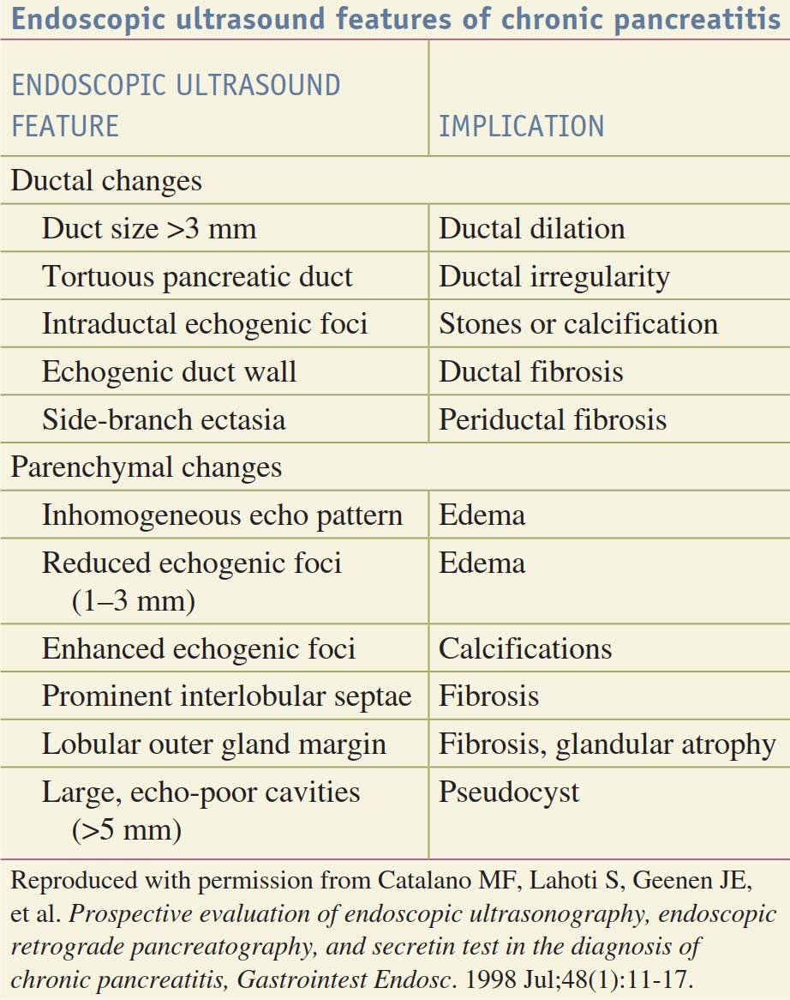 Endoscopic ultrasound features of chronic pancreatitis
ENDOSCOPIC ULTRASOUND
FEATURE
IMPLICATION
Ductal changes
Duct size >3 mm
Ductal dilation
Tortuous pancreatic duct
Ductal irregularity
Intraductal echogenic foci
Stones or calcification
Echogenic duct wall
Ductal fibrosis
Side-branch ectasia
Periductal fibrosis
Parenchymal changes
Inhomogeneous echo pattern
Edema
Reduced echogenic foci
(1–3 mm)
Edema
Enhanced echogenic foci
Calcifications
Prominent interlobular septae
Fibrosis
Lobular outer gland margin
Fibrosis, glandular atrophy
Large, echo-poor cavities
(>5 mm)
Pseudocyst
Reproduced with permission from Catalano MF, Lahoti S, Geenen JE,
et al. Prospective evaluation of endoscopic ultrasonography, endoscopic
retrograde pancreatography, and secretin test in the diagnosis of
chronic pancreatitis, Gastrointest Endosc. 1998 Jul;48(1):11-17.